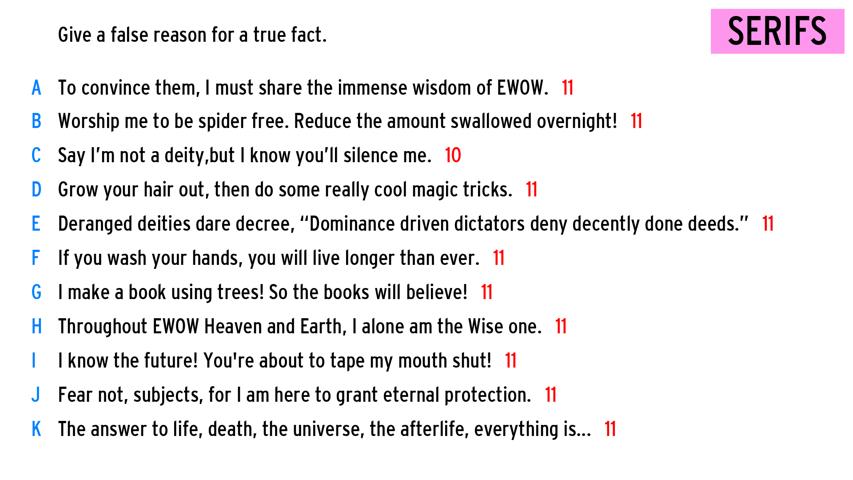 Give a false reason for a true fact.
SERIFS
A To convince them, I must share the immense wisdom of EWOW. 11
B Worship me to be spider free. Reduce the amount swallowed overnight! 11
C Say I’m not a deity,but I know you’ll silence me. 10
D Grow your hair out, then do some really cool magic tricks. 11
E Deranged deities dare decree, “Dominance driven dictators deny decently done deeds.” 11
F If you wash your hands, you will live longer than ever. 11
G I make a book using trees! So the books will believe! 11
H Throughout EWOW Heaven and Earth, I alone am the Wise one. 11
I I know the future! You're about to tape my mouth shut! 11
J Fear not, subjects, for I am here to grant eternal protection. 11
K The answer to life, death, the universe, the afterlife, everything is... 11